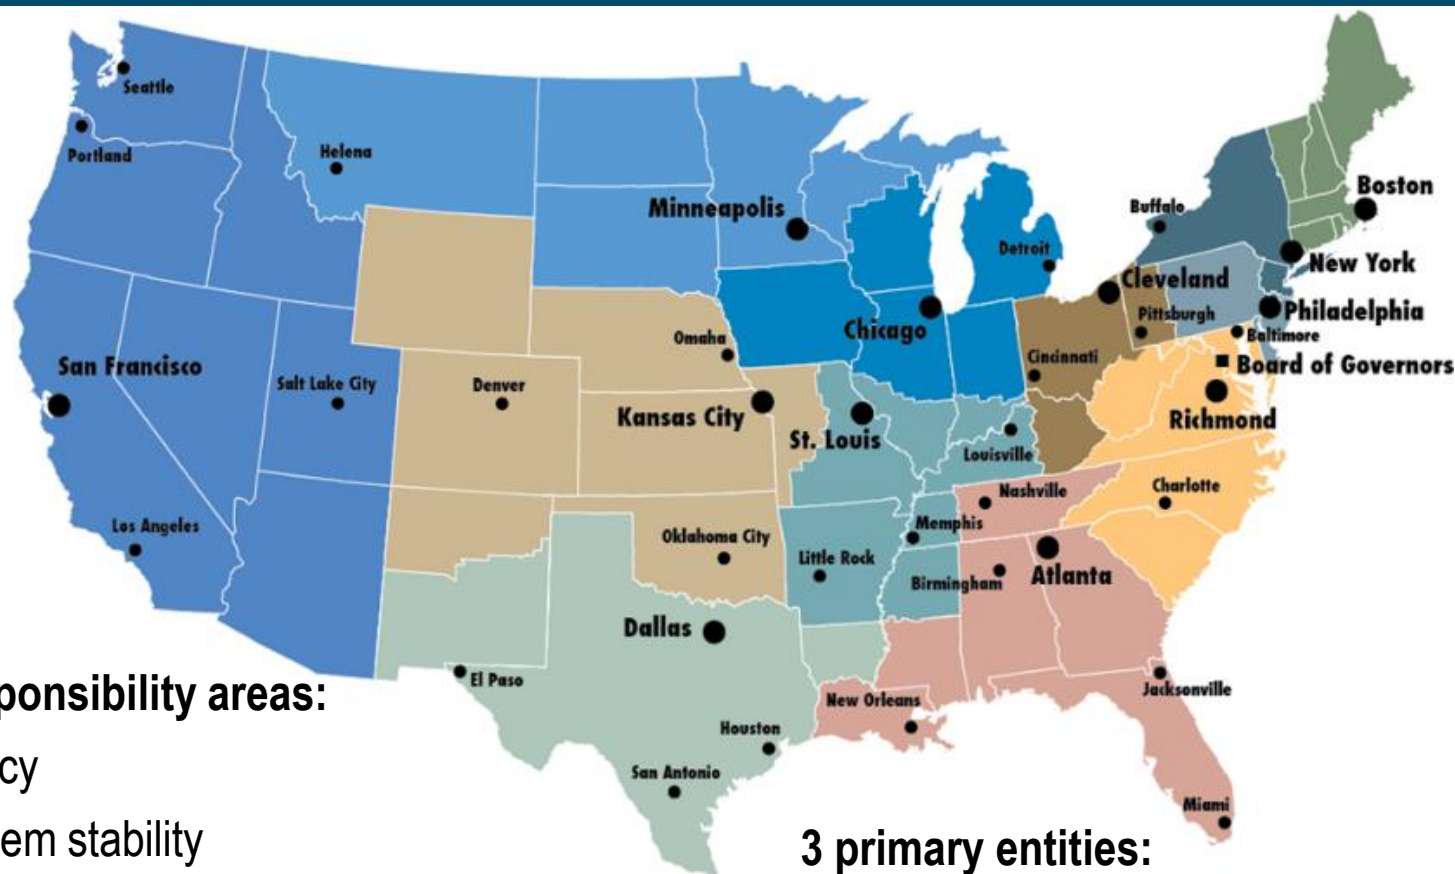 Seattle
Portland
Helena
Minneapolis
Buffalo
Boston
Detroit
New York
Cleveland
Pittsburgh
Philadelphia
Chicago
Omaha
Baltimore
Cincinnati
Board of Governors
San Francisco
Salt Lake City
Denver
Kansas City
St. Louis
Richmond
Louisville
Nashville
Charlotte
Los Angeles
Memphis
Oklahoma City
Little Rock
Birmingham
Atlanta
Dallas
El Paso
Jacksonville
New Orleans
Houston
San Antonio
Miami
ponsibility areas:
cy
em stability
3 primary entities: